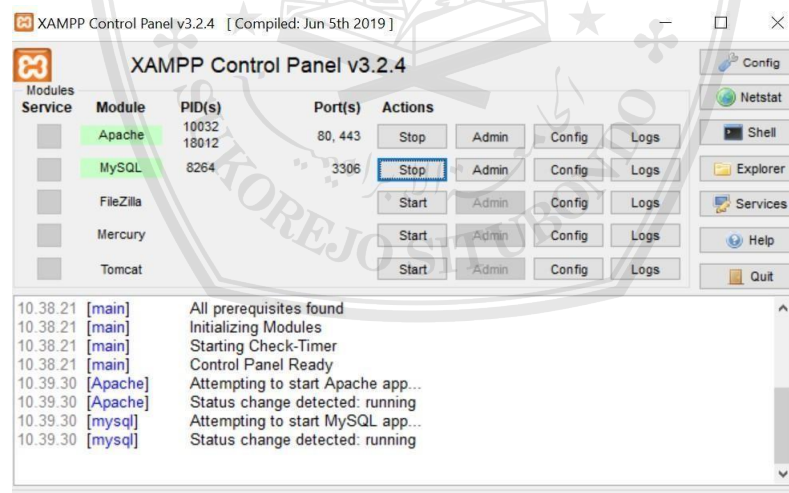 XAMPP Control Panel v3.2.4 [ Compiled: Jun 5th 2019 ]
XAMPP Control Panel v3.2.4
Config
Modules
Service Module PID(s) Port(s) Actions
Netstat
Apache 10032 18012 80, 443 Stop Admin Config Logs
Shell
MySQL 8264 3306 Stop Admin Config Logs
Explorer
FileZilla Start Admin Config Logs
Services
Mercury Start Admin Config Logs
Help
Tomcat Start Admin Config Logs
Quit
10.38.21 [main] All prerequisites found
10.38.21 [main] Initializing Modules
10.38.21 [main] Starting Check-Timer
10.38.21 [main] Control Panel Ready
10.39.30 [Apache] Attempting to start Apache app...
10.39.30 [Apache] Status change detected: running
10.39.30 [mysql] Attempting to start MySQL app...
10.39.30 [mysql] Status change detected: running
SUKOREJO SITUBONDO